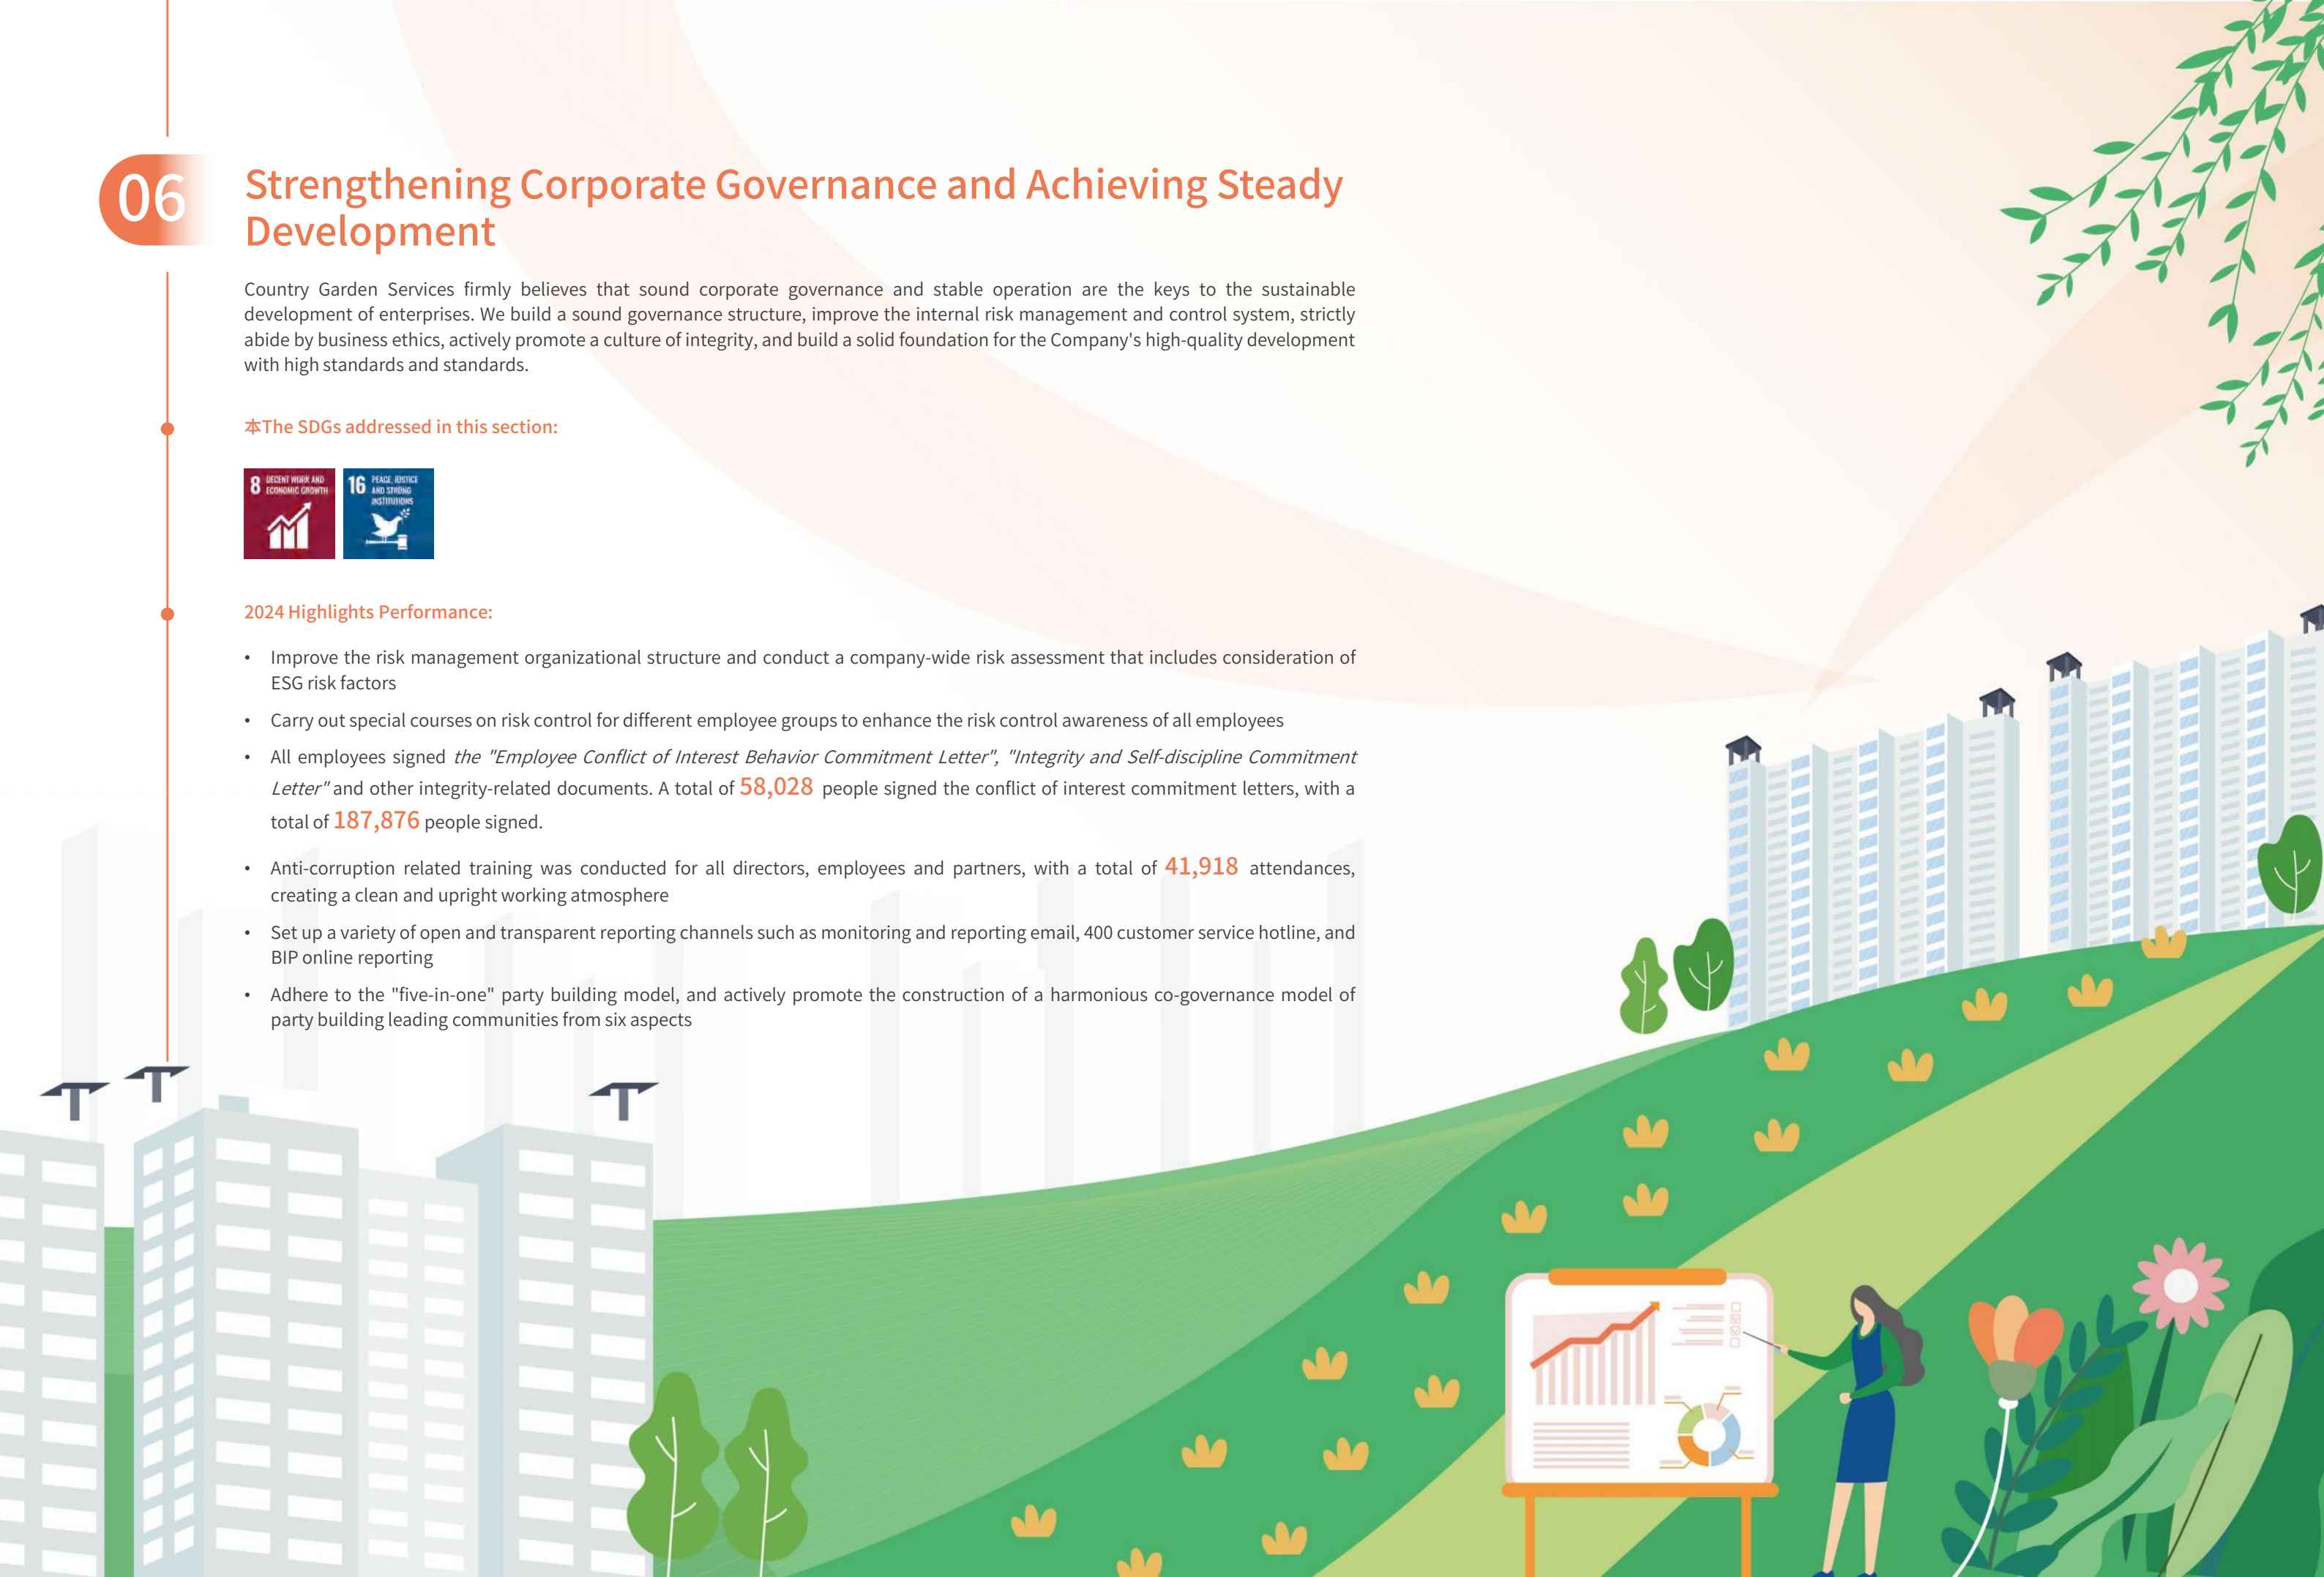 06
Strengthening Corporate Governance and Achieving Steady
Development
Country Garden Services firmly believes that sound corporate governance and stable operation are the keys to the sustainable
development of enterprises. We build a sound governance structure, improve the internal risk management and control system, strictly
abide by business ethics, actively promote a culture of integrity, and build a solid foundation for the Company's high-quality development
with high standards and standards.
本The SDGs addressed in this section:
8 DECENT WORK AND
ECONOMIC GROWTH
16 PEACE, JUSTICE
AND STRONG
INSTITUTIONS
2024 Highlights Performance:
• Improve the risk management organizational structure and conduct a company-wide risk assessment that includes consideration of
ESG risk factors
• Carry out special courses on risk control for different employee groups to enhance the risk control awareness of all employees
• All employees signed the "Employee Conflict of Interest Behavior Commitment Letter", "Integrity and Self-discipline Commitment
Letter" and other integrity-related documents. A total of 58,028 people signed the conflict of interest commitment letters, with a
total of 187,876 people signed.
• Anti-corruption related training was conducted for all directors, employees and partners, with a total of 41,918 attendances,
creating a clean and upright working atmosphere
• Set up a variety of open and transparent reporting channels such as monitoring and reporting email, 400 customer service hotline, and
BIP online reporting
• Adhere to the "five-in-one" party building model, and actively promote the construction of a harmonious co-governance model of
party building leading communities from six aspects